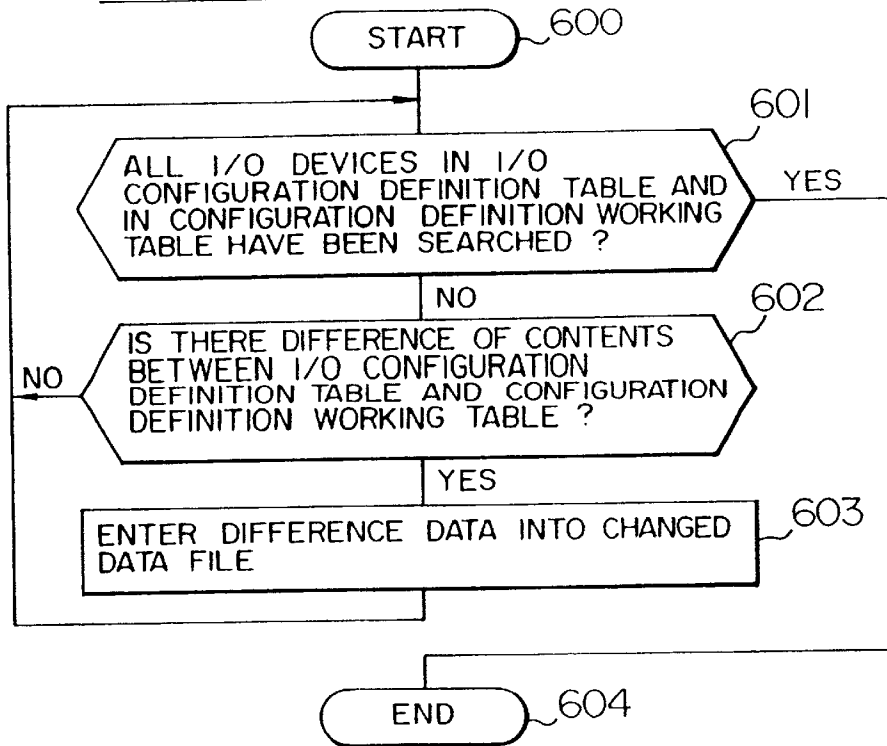 START
600
601
ALL I/O DEVICES IN I/O
CONFIGURATION DEFINITION TABLE AND
IN CONFIGURATION DEFINITION WORKING
TABLE HAVE BEEN SEARCHED ?
YES
NO
602
IS THERE DIFFERENCE OF CONTENTS
BETWEEN I/O CONFIGURATION
DEFINITION TABLE AND CONFIGURATION
DEFINITION WORKING TABLE ?
NO
YES
603
ENTER DIFFERENCE DATA INTO CHANGED
DATA FILE
END
604